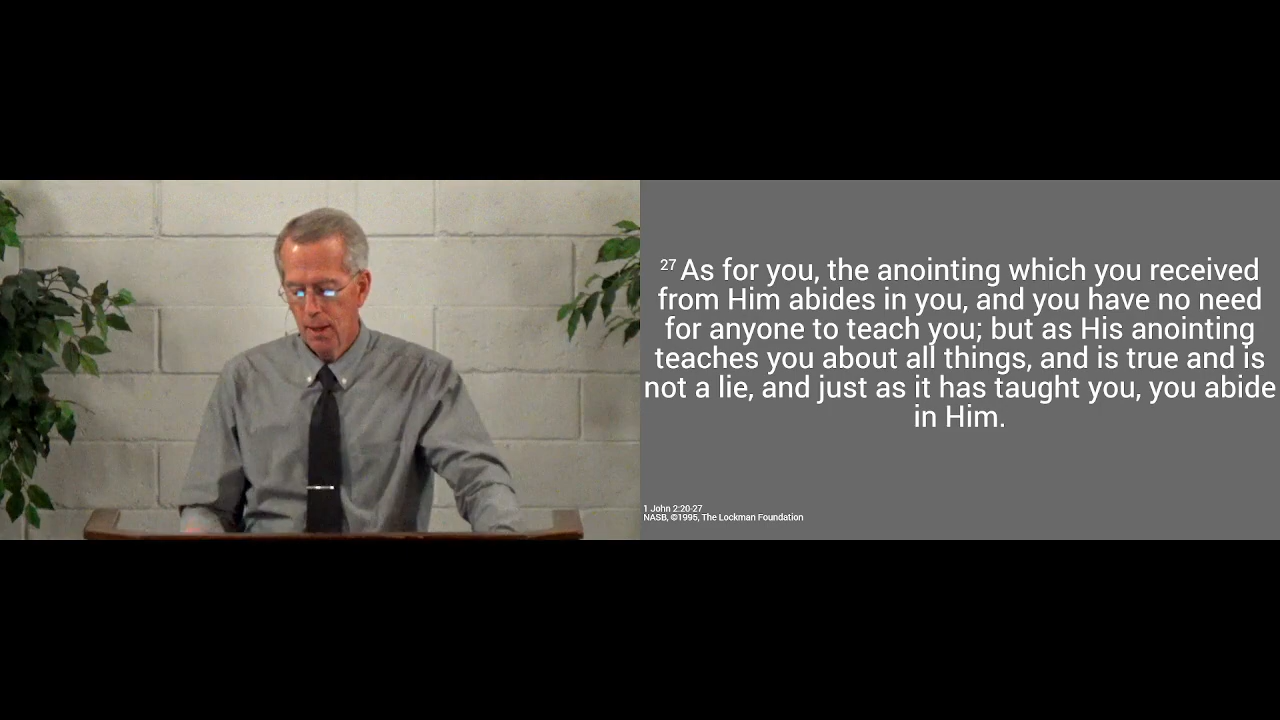 27 As for you, the anointing which you received
from Him abides in you, and you have no need
for anyone to teach you; but as His anointing
teaches you about all things, and is true and is
not a lie, and just as it has taught you, you abide
in Him.
1 John 2:20-27
NASB, ©1995, The Lockman Foundation